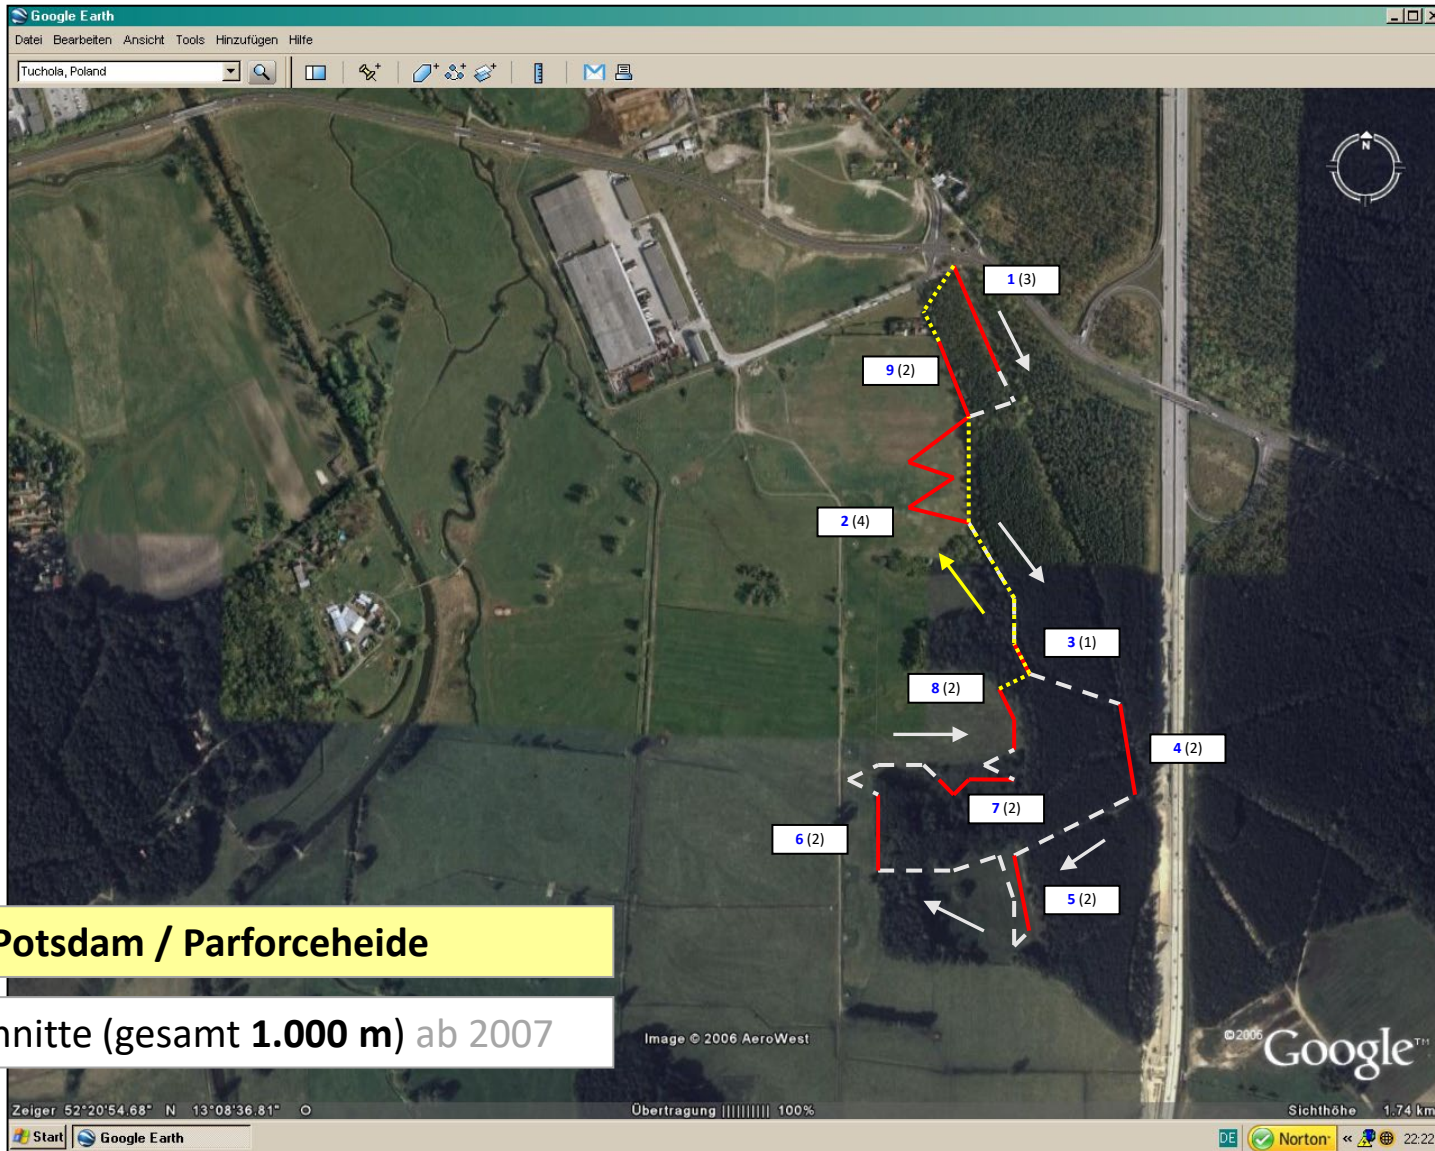 Google Earth
Datei Bearbeiten Ansicht Tools Hinzufügen Hilfe
Tuchola, Poland
N
1 (3)
9 (2)
2 (4)
3 (1)
8 (2)
4 (2)
7 (2)
6 (2)
5 (2)
Potsdam / Parforceheide
hnitte (gesamt 1.000 m) ab 2007
Image © 2006 AeroWest
©2006 Google™
Zeiger 52°20'54.68" N 13°08'36.81" O Übertragung |||||||||| 100% Sichthöhe 1.74 km
Start Google Earth DE Norton « 22:22